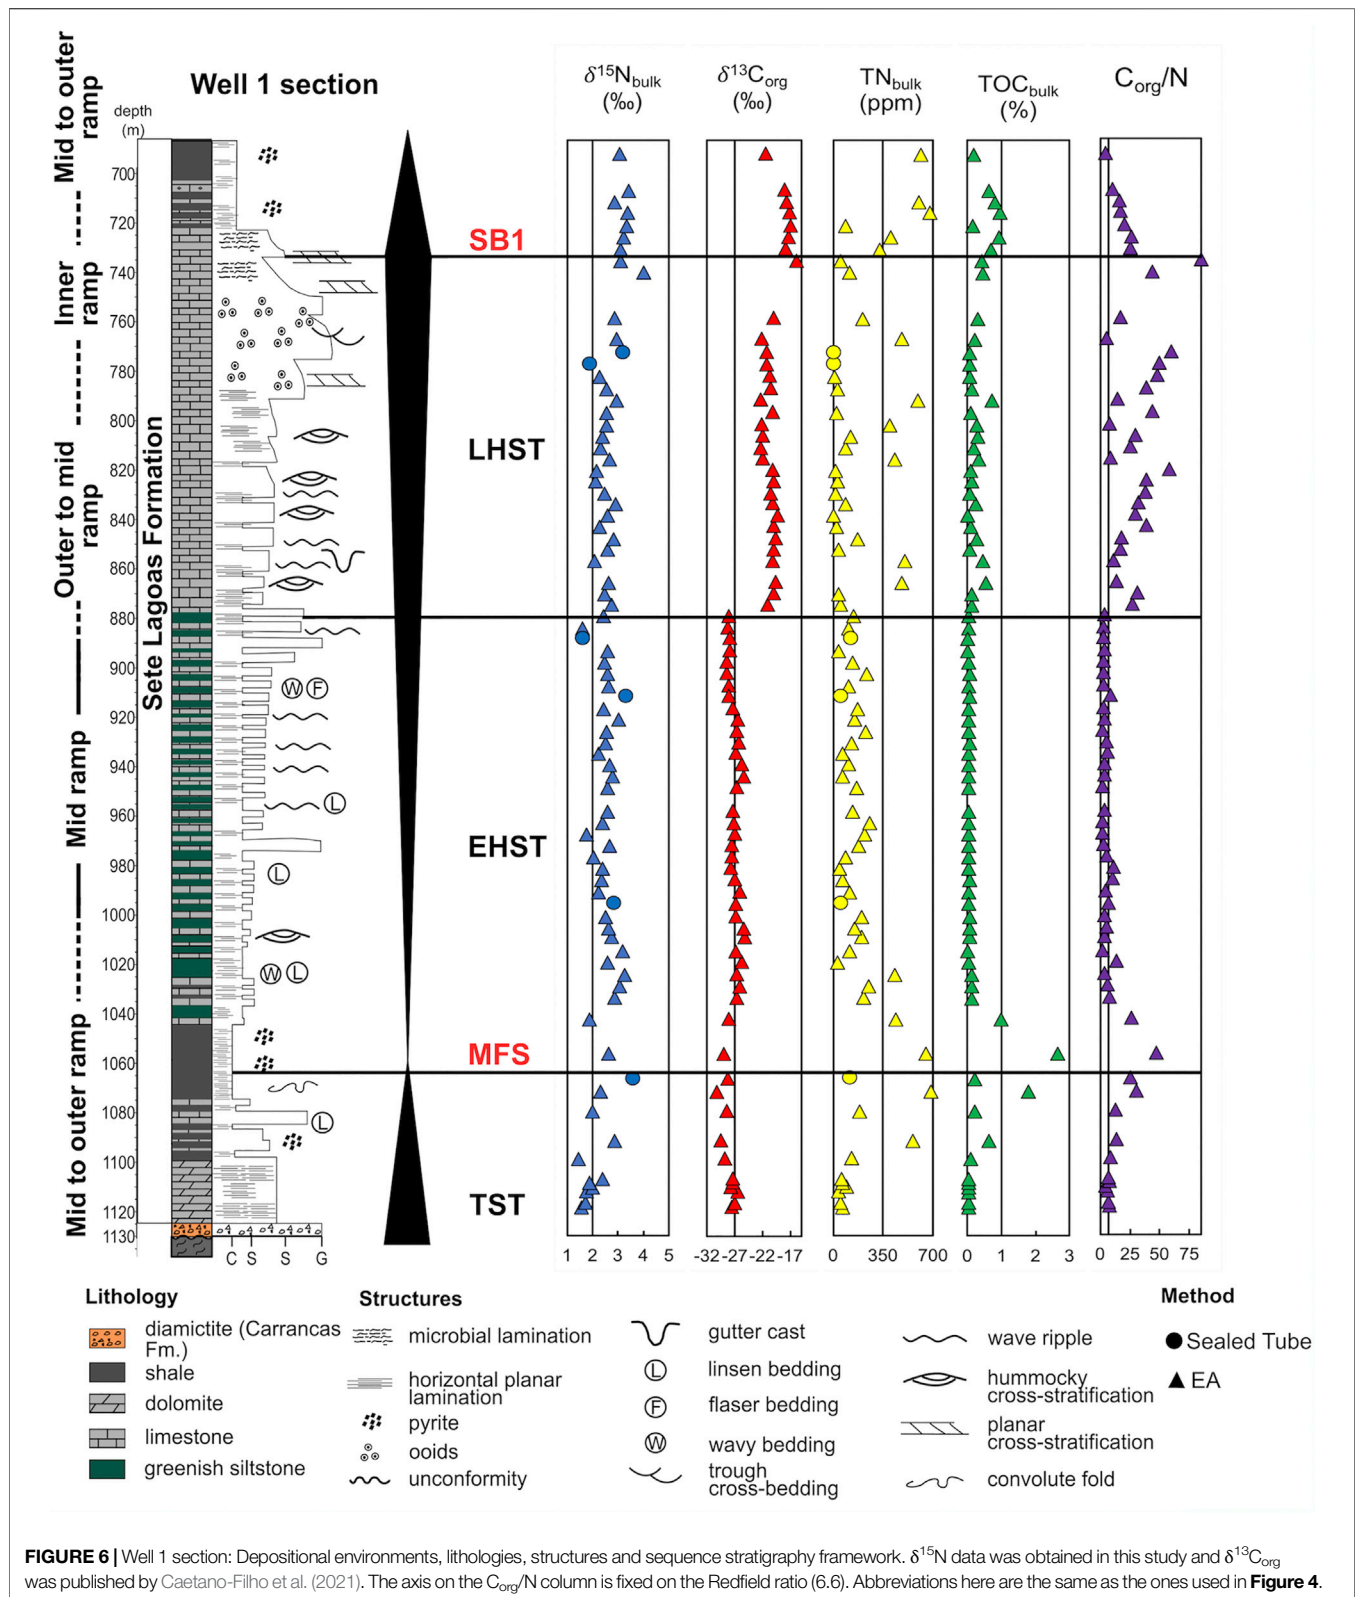 Well 1 section
depth
(m)
δ15Nbulk
(‰)
δ13Corg
(‰)
TNbulk
(ppm)
TOCbulk
(%)
Corg/N
Mid to outer
ramp
Inner
ramp
Outer to mid
ramp
Mid ramp
Mid to outer ramp
Sete Lagoas Formation
700
720
740
760
780
800
820
840
860
880
900
920
940
960
980
1000
1020
1040
1060
1080
1100
1120
1130
W F
L
L
W L
L
C S S G
SB1
LHST
EHST
MFS
TST
1 2 3 4 5
-32 -27 -22 -17
0 350 700
0 1 2 3
0 25 50 75
Lithology
diamictite (Carrancas
Fm.)
shale
dolomite
limestone
greenish siltstone
Structures
microbial lamination
horizontal planar
lamination
pyrite
ooids
unconformity
gutter cast
L linsen bedding
F flaser bedding
W wavy bedding
trough
cross-bedding
wave ripple
hummocky
cross-stratification
planar
cross-stratification
convolute fold
Method
Sealed Tube
EA
FIGURE 6 | Well 1 section: Depositional environments, lithologies, structures and sequence stratigraphy framework. δ15N data was obtained in this study and δ13Corg
was published by Caetano-Filho et al. (2021). The axis on the Corg/N column is fixed on the Redfield ratio (6.6). Abbreviations here are the same as the ones used in Figure 4.